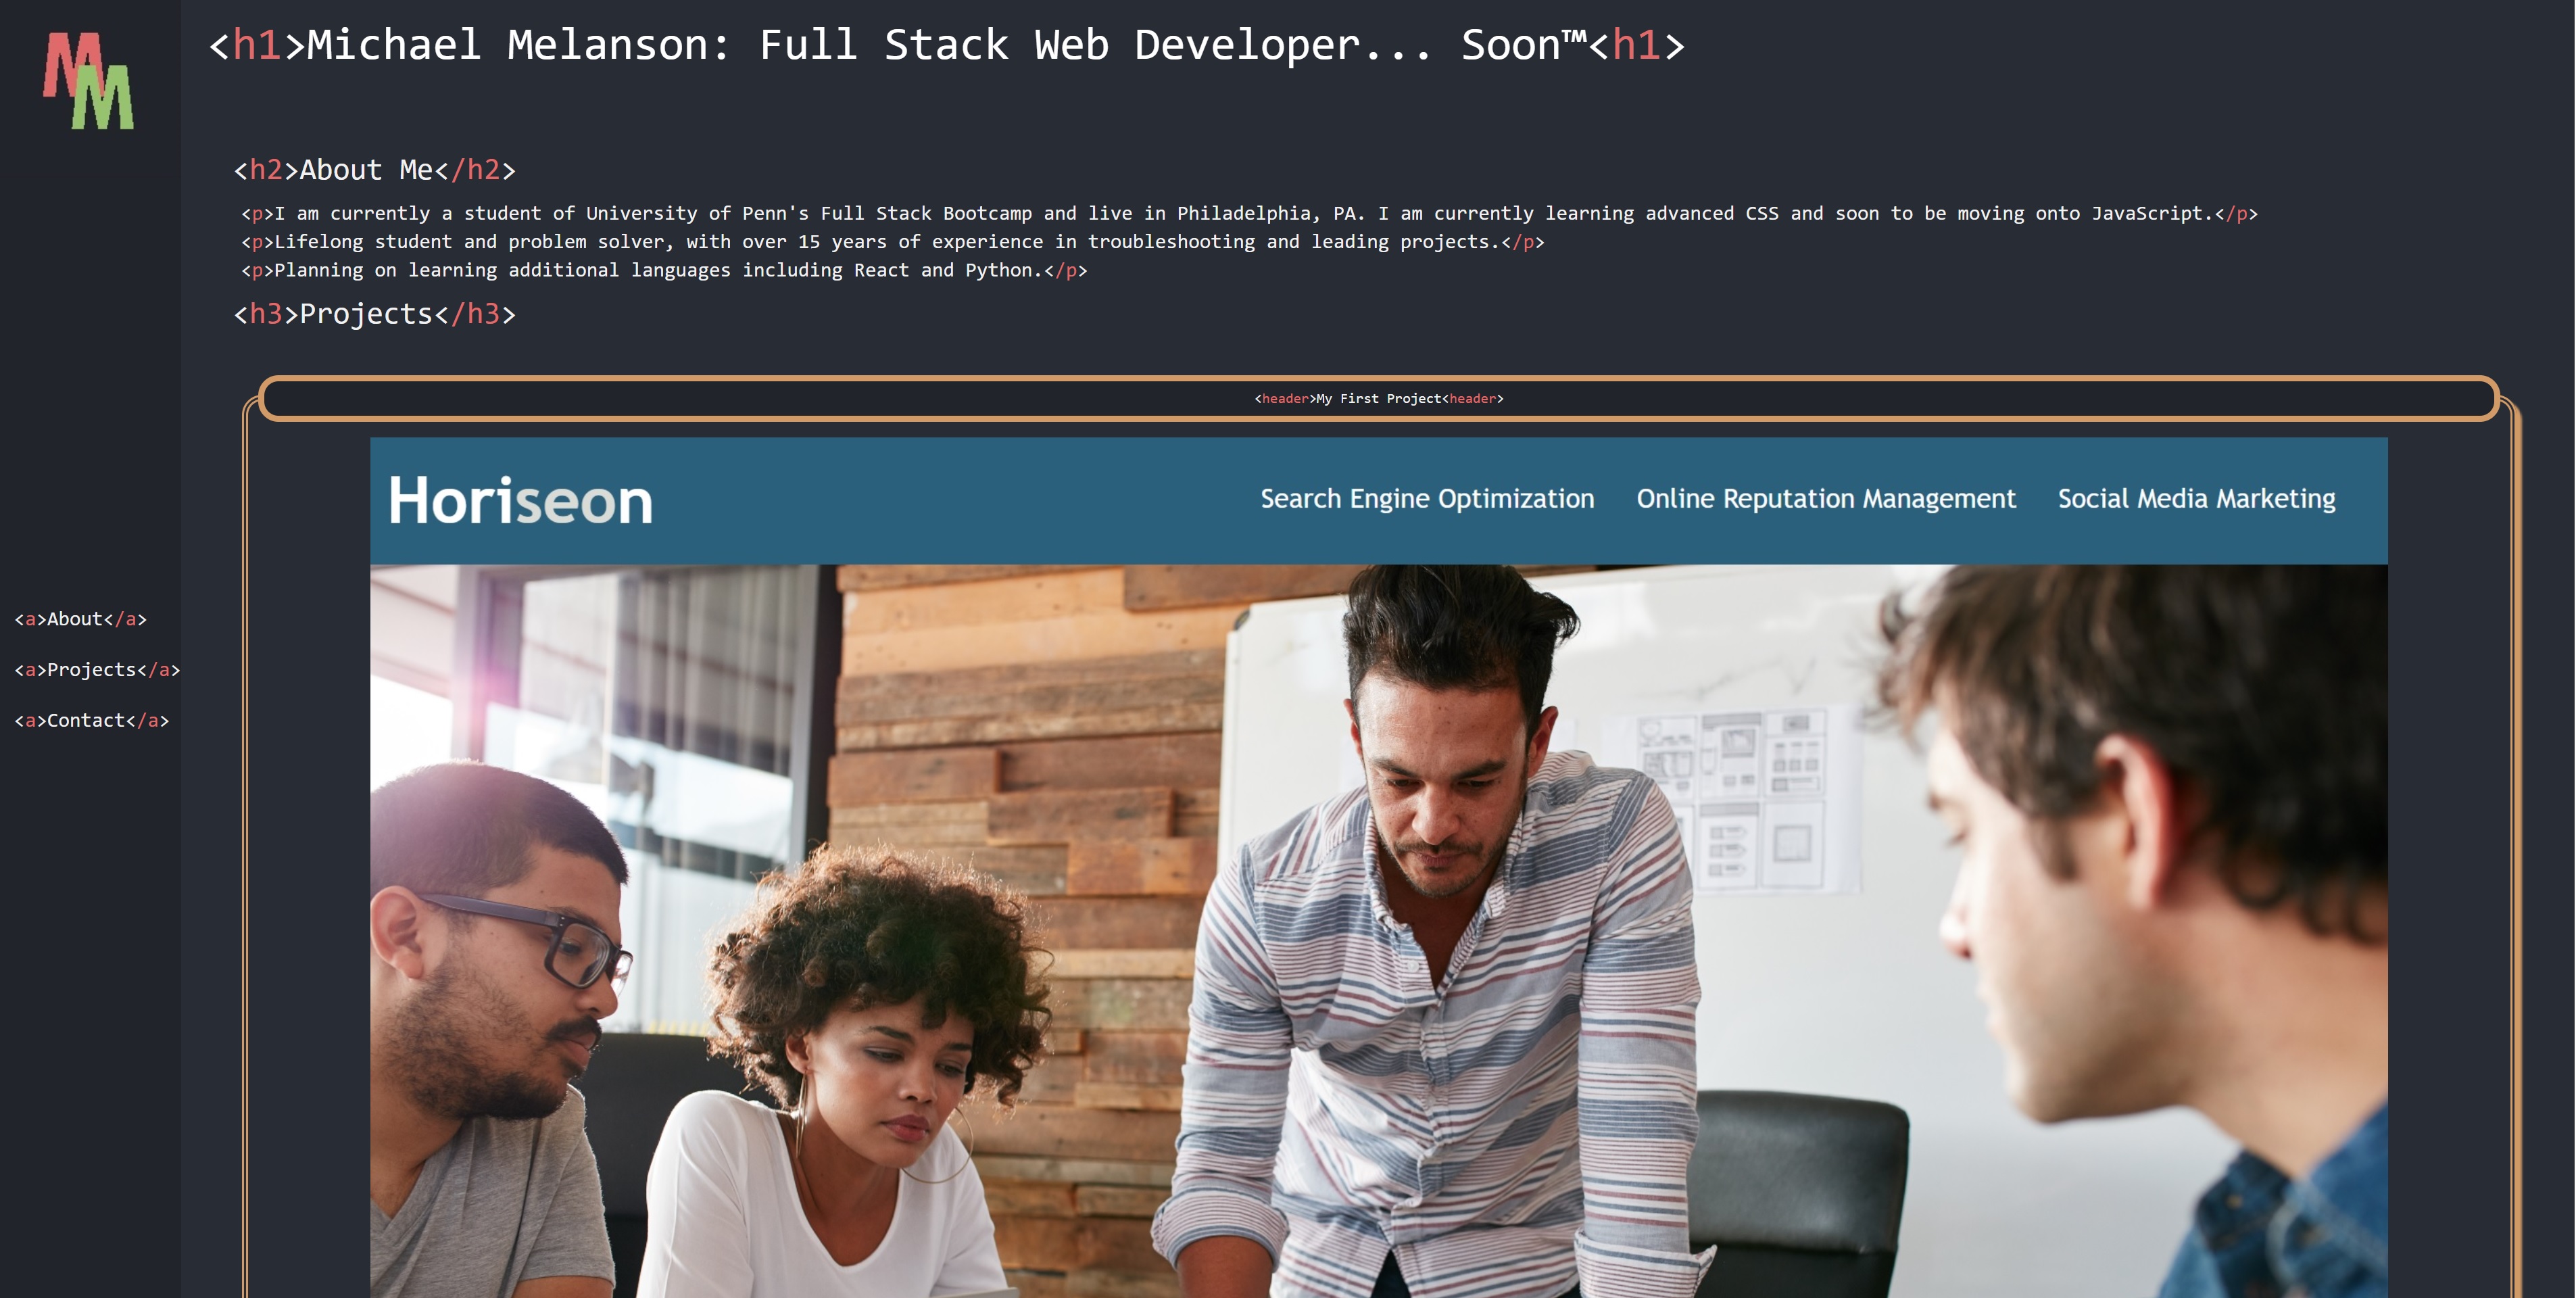 MM
<h1>Michael Melanson: Full Stack Web Developer... Soon™<h1>
<h2>About Me</h2>
<p>I am currently a student of University of Penn's Full Stack Bootcamp and live in Philadelphia, PA. I am currently learning advanced CSS and soon to be moving onto JavaScript.</p>
<p>Lifelong student and problem solver, with over 15 years of experience in troubleshooting and leading projects.</p>
<p>Planning on learning additional languages including React and Python.</p>
<h3>Projects</h3>
<a>About</a>
<a>Projects</a>
<a>Contact</a>
<header>My First Project<header>
Horiseon
Search Engine Optimization Online Reputation Management Social Media Marketing